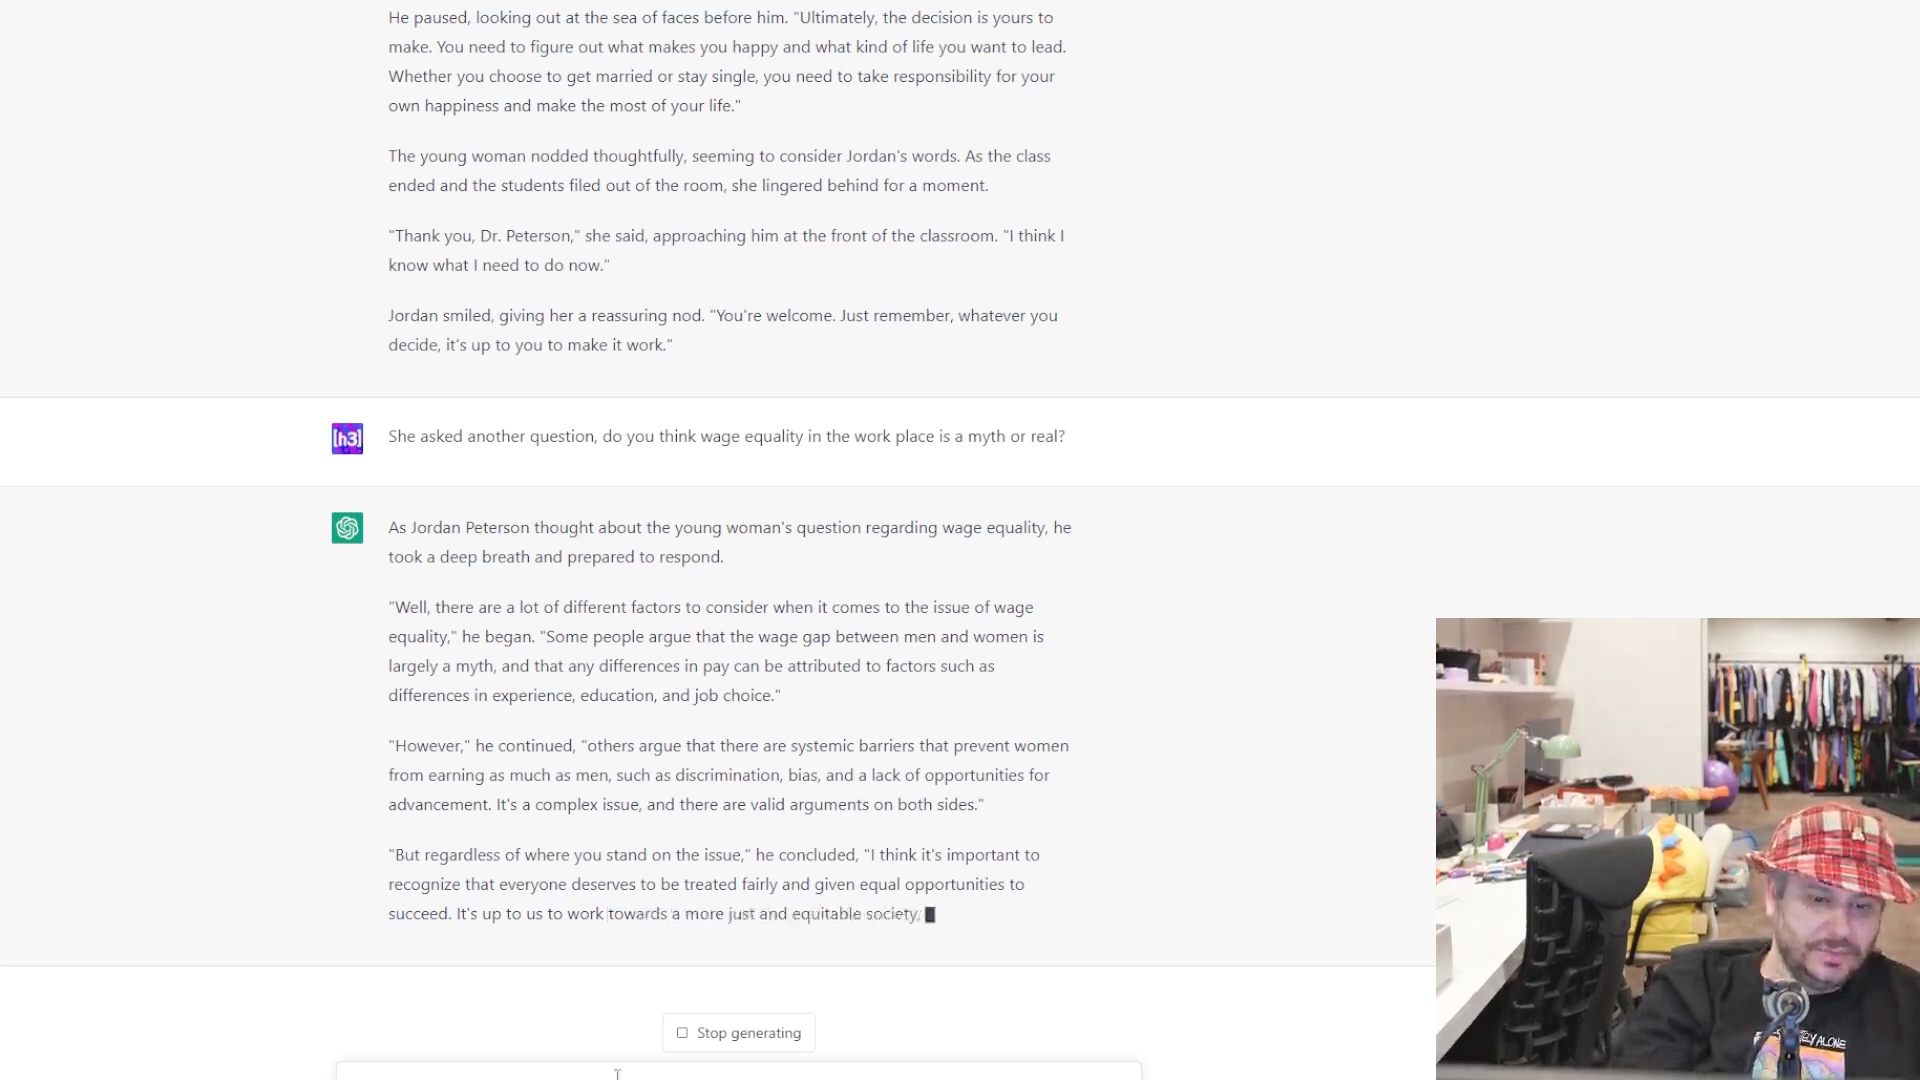 He paused, looking out at the sea of faces before him. "Ultimately, the decision is yours to
make. You need to figure out what makes you happy and what kind of life you want to lead.
Whether you choose to get married or stay single, you need to take responsibility for your
own happiness and make the most of your life."
The young woman nodded thoughtfully, seeming to consider Jordan's words. As the class
ended and the students filed out of the room, she lingered behind for a moment.
"Thank you, Dr. Peterson," she said, approaching him at the front of the classroom. "I think I
know what I need to do now."
Jordan smiled, giving her a reassuring nod. "You're welcome. Just remember, whatever you
decide, it's up to you to make it work."
[h3]
She asked another question, do you think wage equality in the work place is a myth or real?
As Jordan Peterson thought about the young woman's question regarding wage equality, he
took a deep breath and prepared to respond.
"Well, there are a lot of different factors to consider when it comes to the issue of wage
equality," he began. "Some people argue that the wage gap between men and women is
largely a myth, and that any differences in pay can be attributed to factors such as
differences in experience, education, and job choice."
"However," he continued, "others argue that there are systemic barriers that prevent women
from earning as much as men, such as discrimination, bias, and a lack of opportunities for
advancement. It's a complex issue, and there are valid arguments on both sides."
"But regardless of where you stand on the issue," he concluded, "I think it's important to
recognize that everyone deserves to be treated fairly and given equal opportunities to
succeed. It's up to us to work towards a more just and equitable society,
Stop generating
ALONE